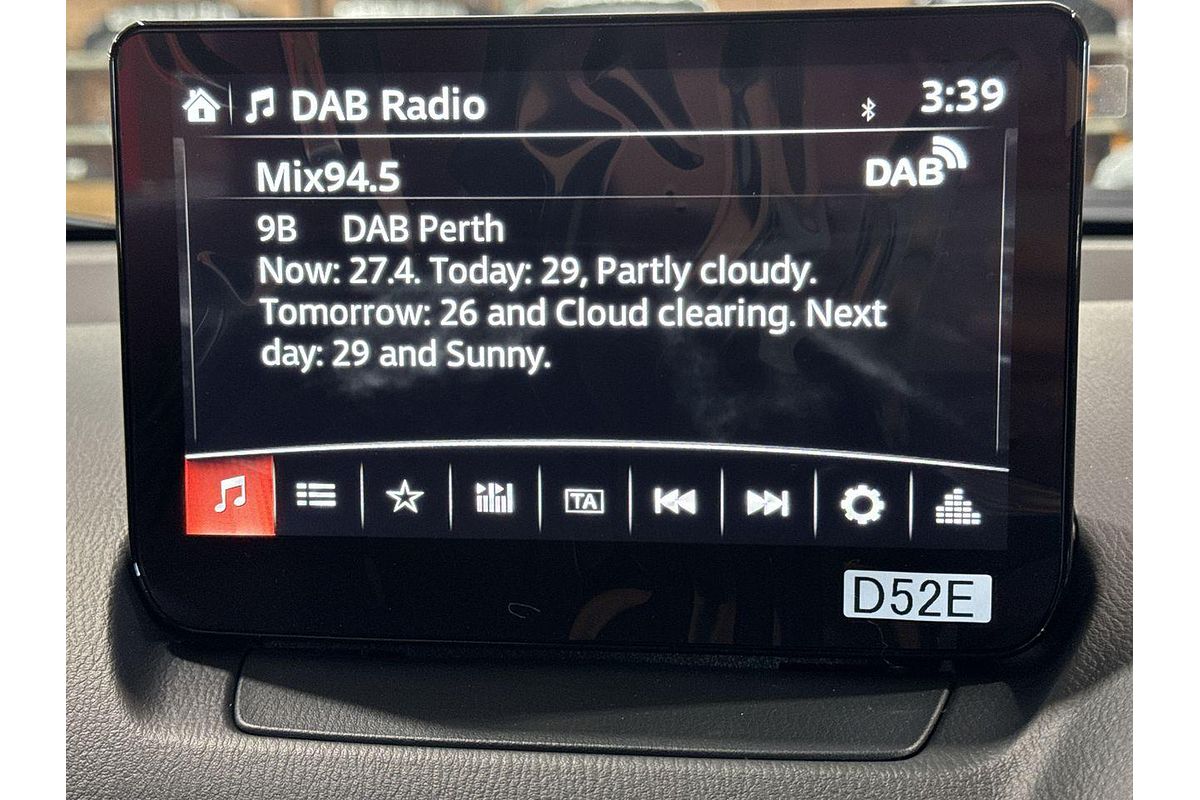 DAB Radio 3:39
Mix94.5 DAB
9B DAB Perth
Now: 27.4. Today: 29, Partly cloudy.
Tomorrow: 26 and Cloud clearing. Next
day: 29 and Sunny.
TA
D52E